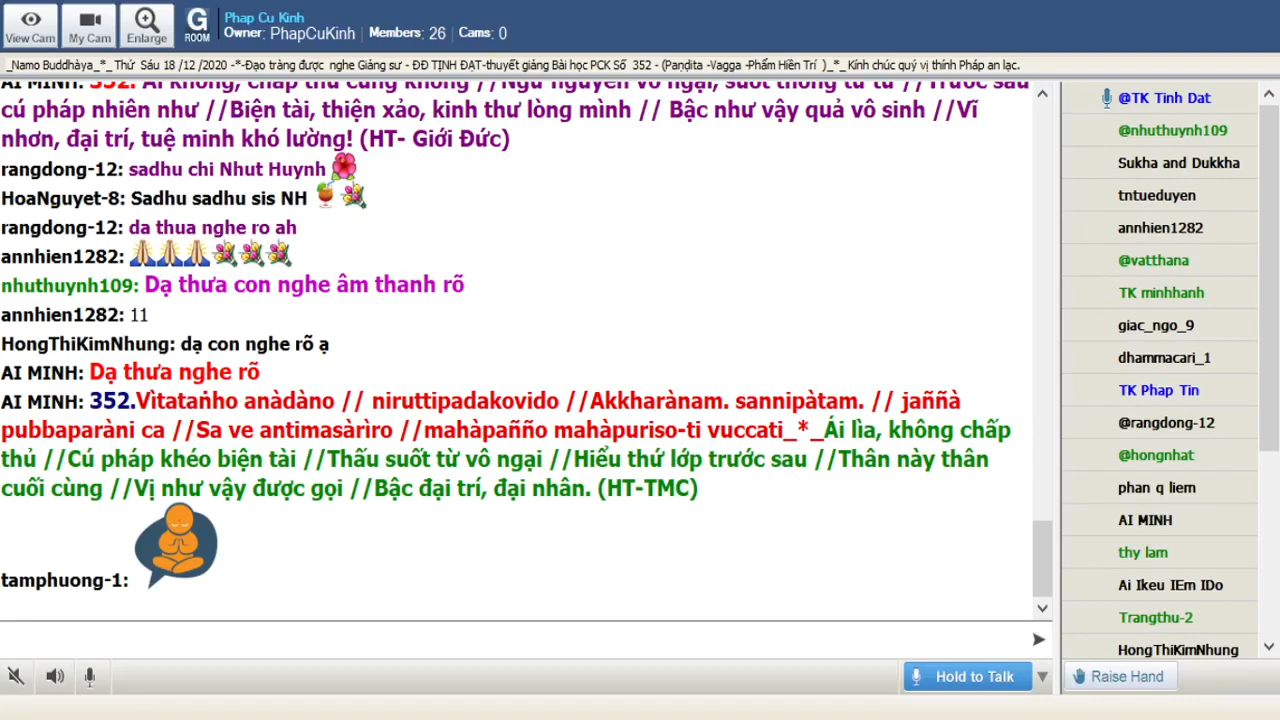 View Cam
My Cam
Enlarge
G
ROOM
Phap Cu Kinh
Owner: PhapCuKinh Members: 26 Cams: 0
_Namo Buddhàya_*_ Thứ Sáu 18 /12 /2020 -*-Đạo tràng được nghe Giảng sư - ĐĐ TỊNH ĐẠT-thuyết giảng Bài học PCK Số 352 - (Paṇḍita -Vagga -Phẩm Hiền Trí )_*_Kính chúc quý vị thính Pháp an lạc.
AI MINH: 352.
cú pháp nhiên như //Biện tài, thiện xảo, kinh thư lòng mình // Bậc như vậy quả vô sinh //Vĩ
nhơn, đại trí, tuệ minh khó lường! (HT- Giới Đức)
rangdong-12: sadhu chi Nhut Huynh
HoaNguyet-8: Sadhu sadhu sis NH
rangdong-12: da thua nghe ro ah
annhien1282:
nhuthuynh109: Dạ thưa con nghe âm thanh rõ
annhien1282: 11
HongThiKimNhung: dạ con nghe rõ ạ
AI MINH: Dạ thưa nghe rõ
AI MINH: 352.Vìtataṅho anàdàno // niruttipadakovido //Akkharànam. sannipàtam. // jaññà
pubbaparàni ca //Sa ve antimasàrìro //mahàpañño mahàpuriso-ti vuccati_*_Ái lìa, không chấp
thủ //Cú pháp khéo biện tài //Thấu suốt từ vô ngại //Hiểu thứ lớp trước sau //Thân này thân
cuối cùng //Vị như vậy được gọi //Bậc đại trí, đại nhân. (HT-TMC)
tamphuong-1:
@TK Tinh Dat
@nhuthuynh109
Sukha and Dukkha
tntueduyen
annhien1282
@vatthana
TK minhhanh
giac_ngo_9
dhammacari_1
TK Phap Tin
@rangdong-12
@hongnhat
phan q liem
AI MINH
thy lam
Ai Ikeu IEm IDo
Trangthu-2
HongThiKimNhung
Hold to Talk
Raise Hand